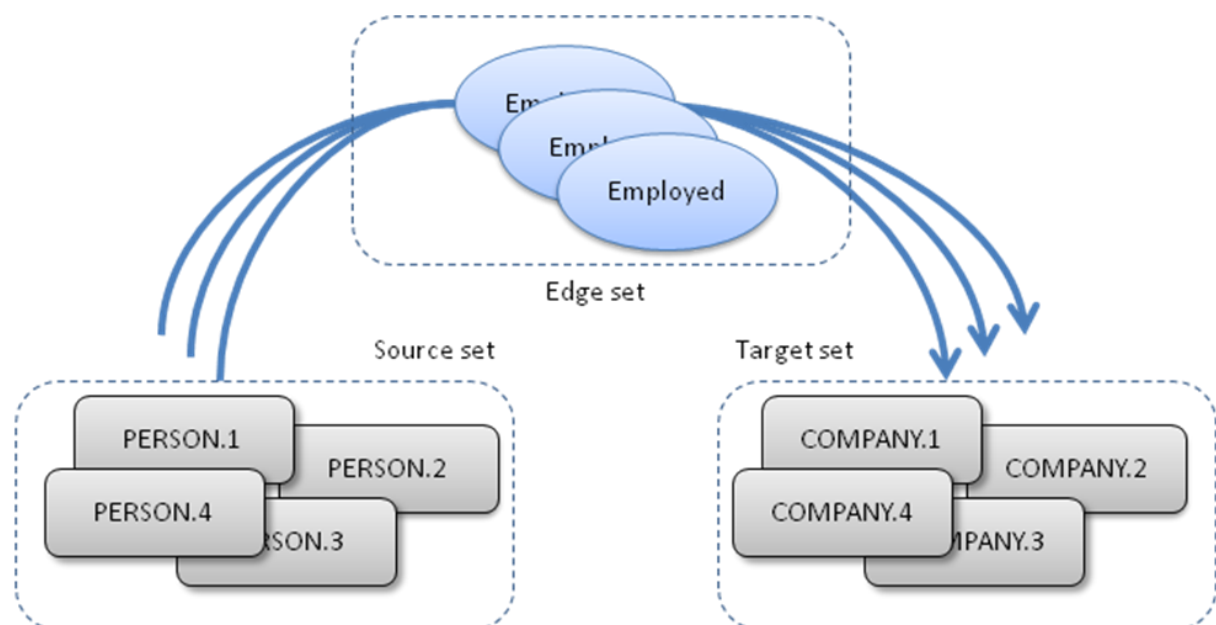 Employed
Edge set
Source set
Target set
PERSON.1
PERSON.2
PERSON.4
COMPANY.1
COMPANY.2
COMPANY.4